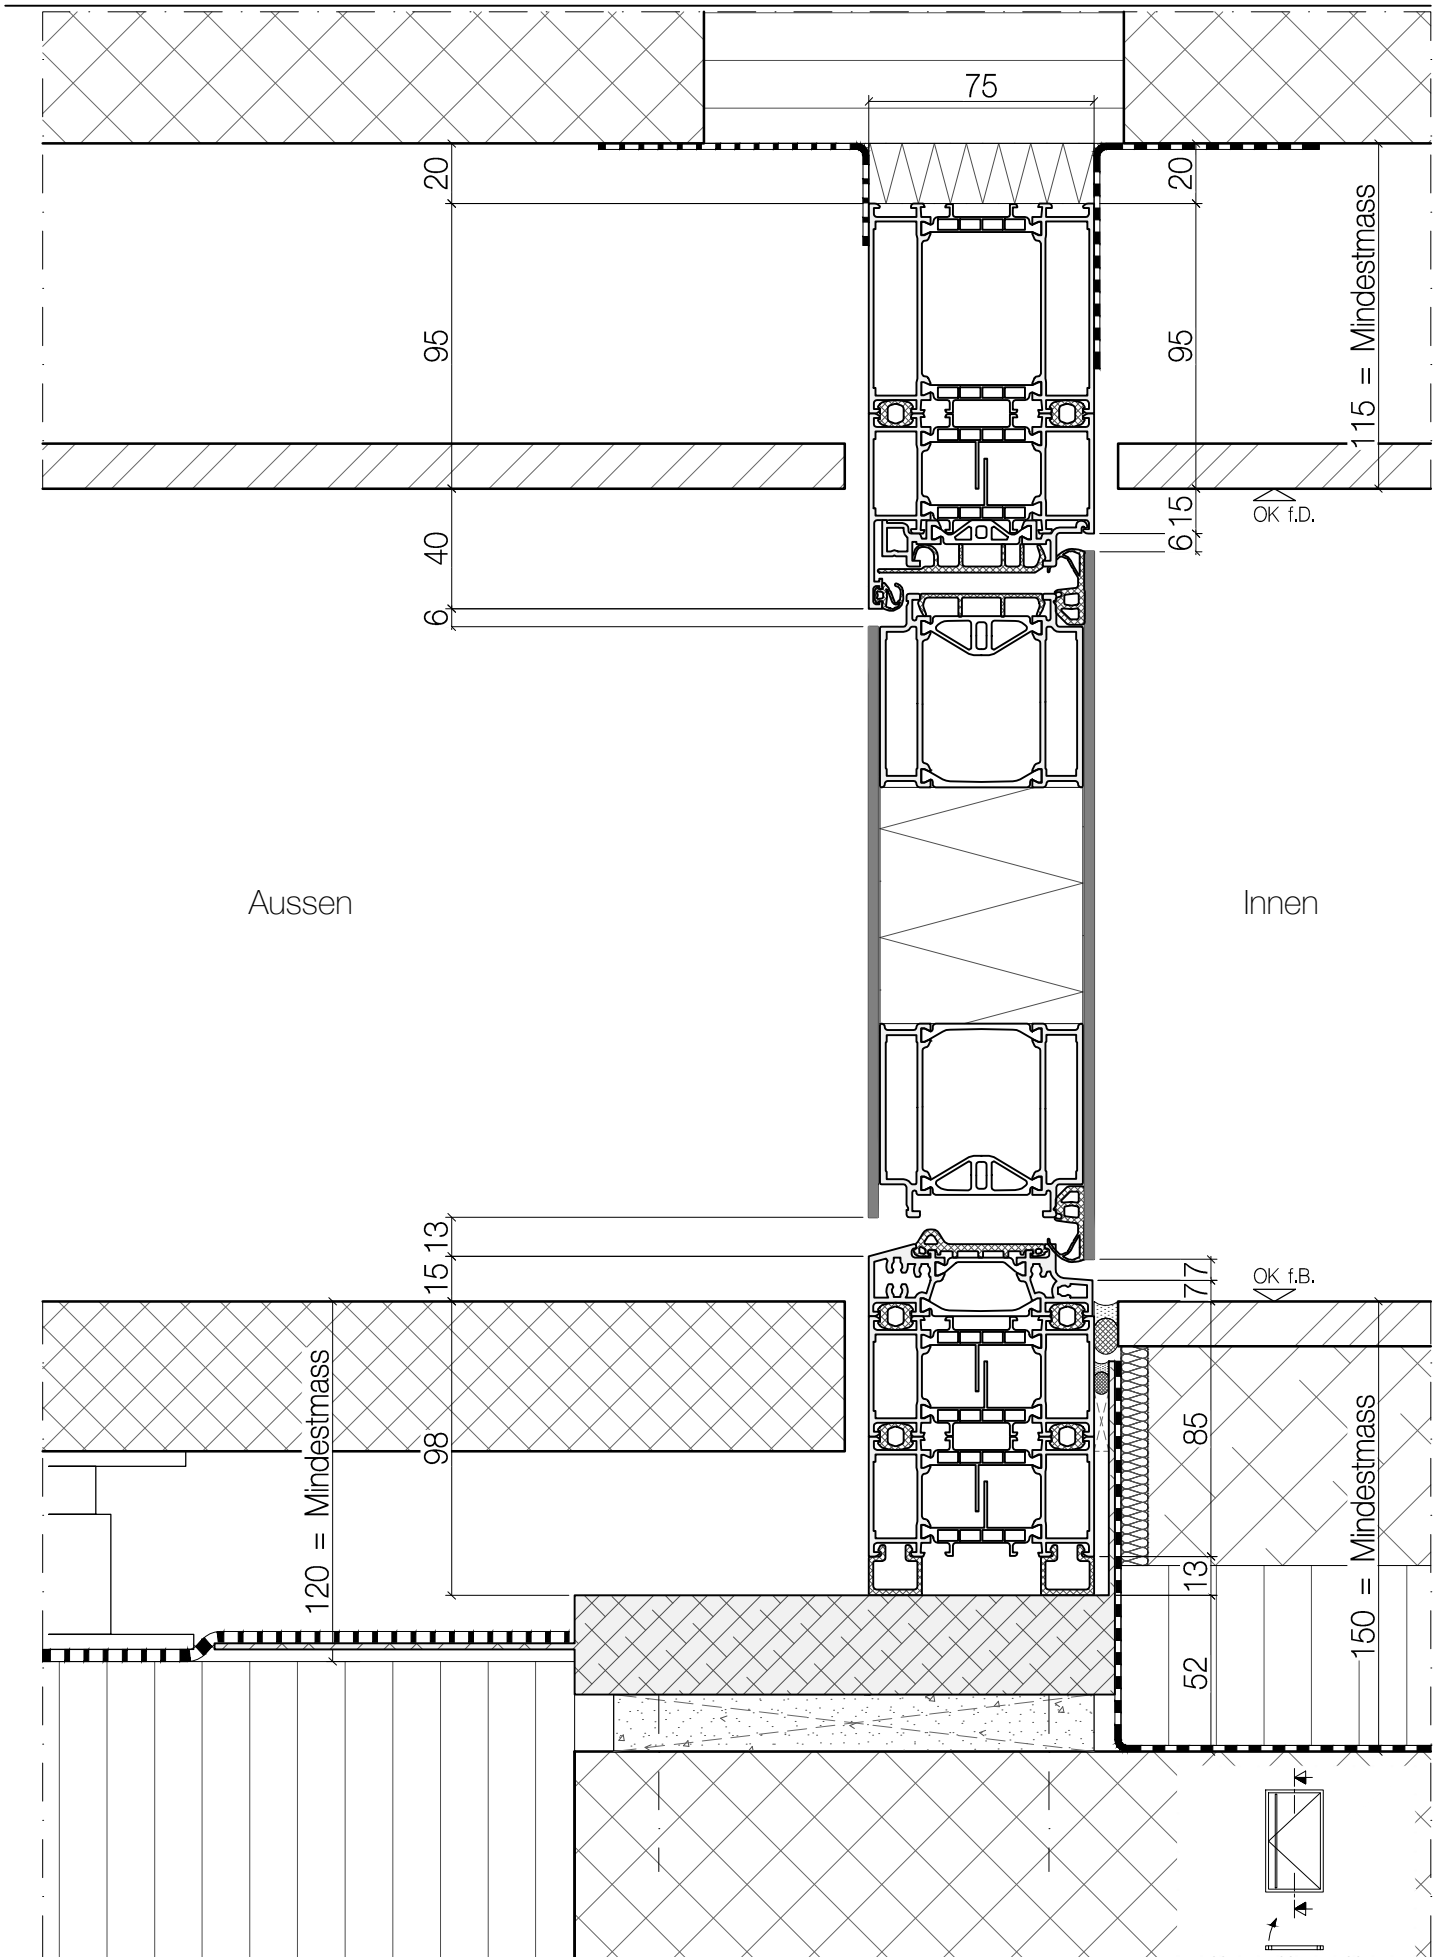 75
20
20
95
95
115 = Mindestmass
15
OK f.D.
40
6
6
Aussen
Innen
13
15
7
7
OK f.B.
120 = Mindestmass
98
85
150 = Mindestmass
13
52